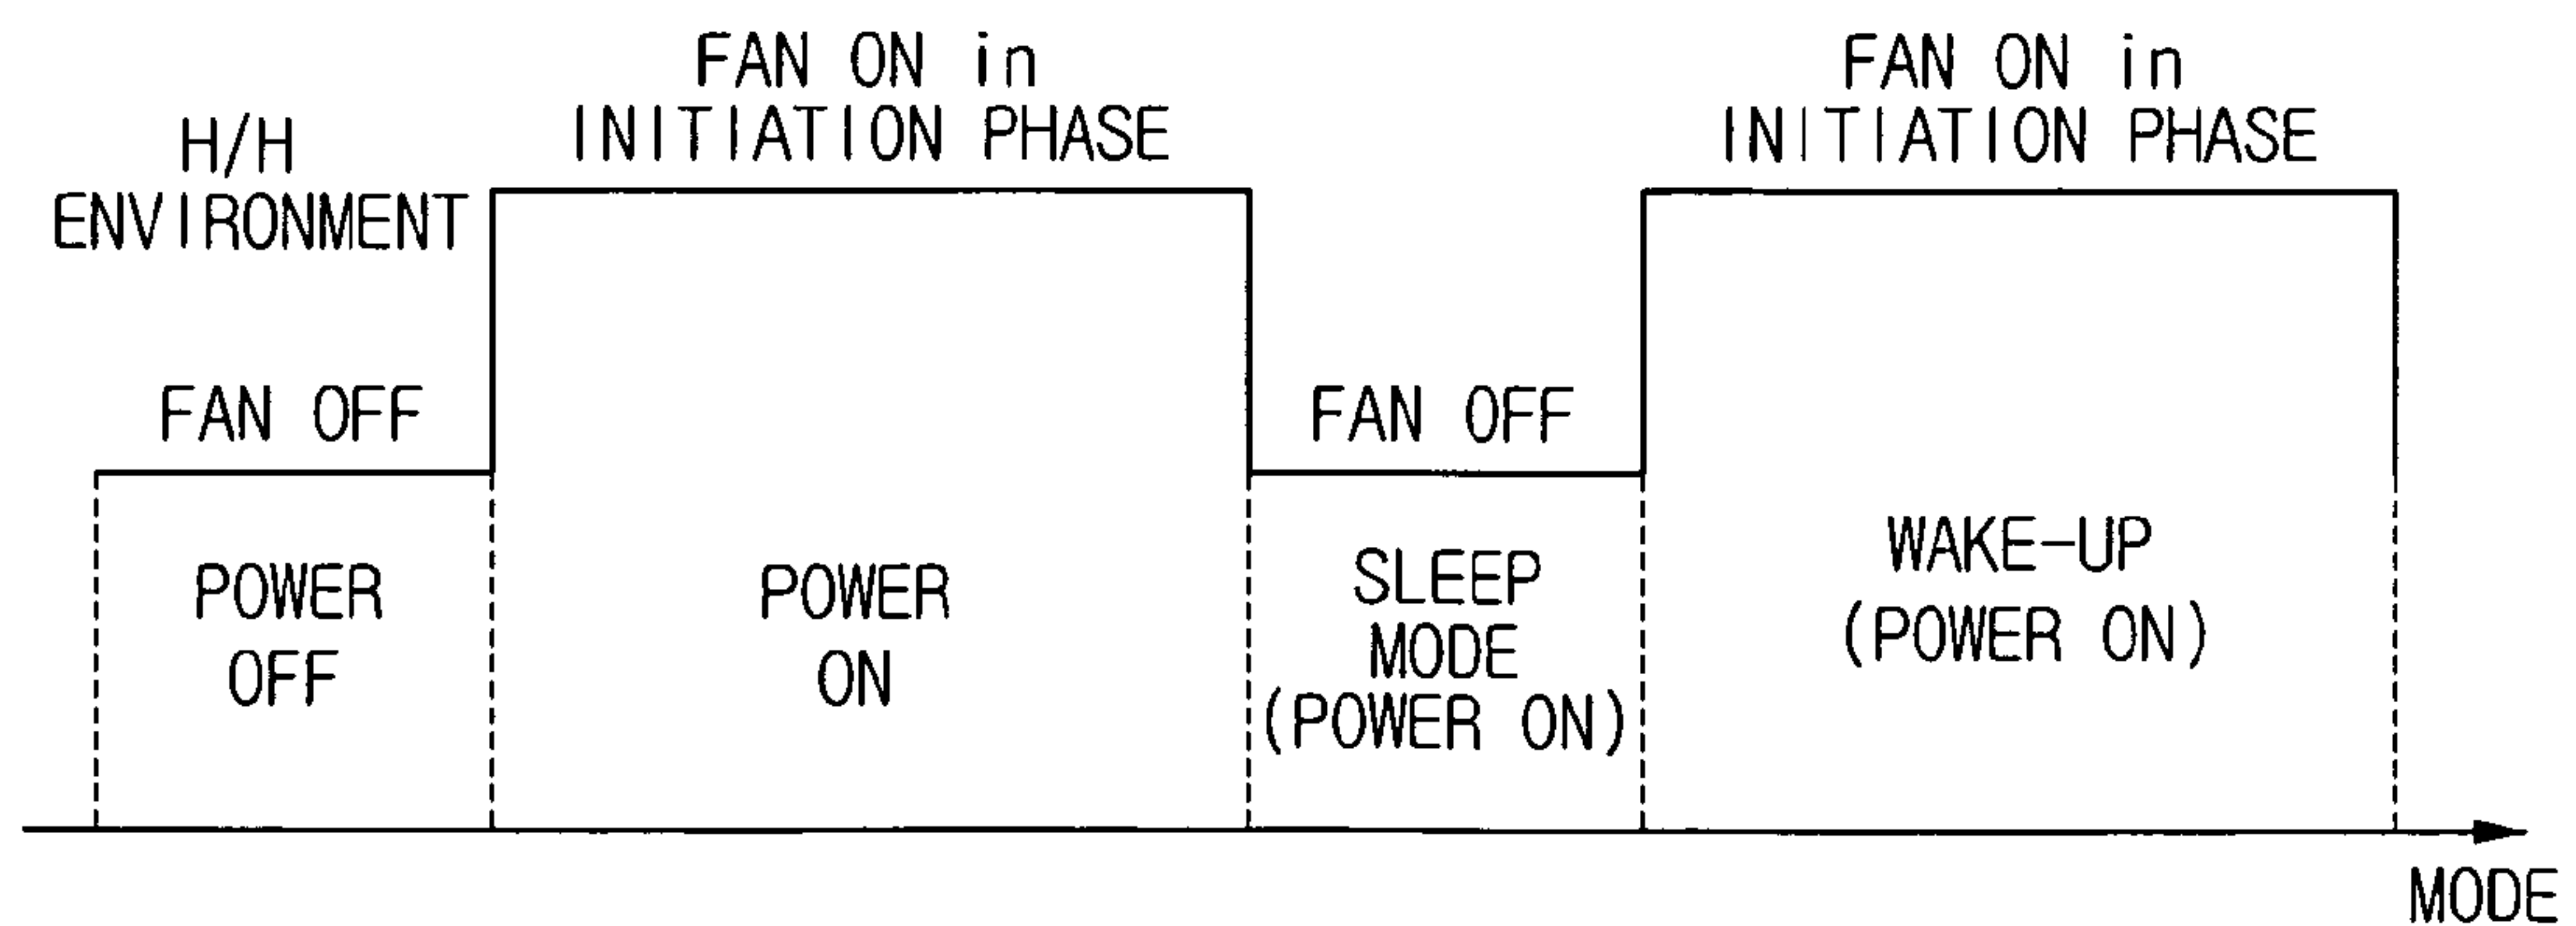 H/H
ENVIRONMENT
FAN ON in
INITIATION PHASE
FAN ON in
INITIATION PHASE
FAN OFF
FAN OFF
POWER
OFF
POWER
ON
SLEEP
MODE
(POWER ON)
WAKE-UP
(POWER ON)
MODE